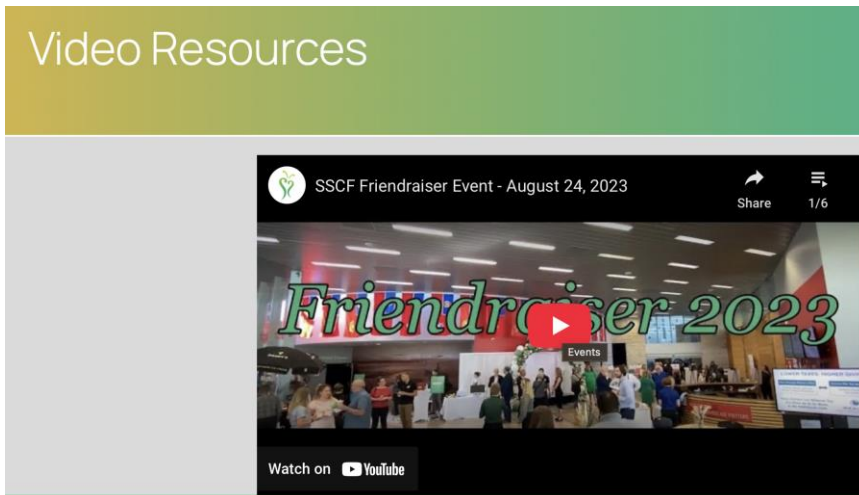 Video Resources
SSCF Friendraiser Event - August 24, 2023
Share
1/6
Friendraiser 2023
Events
Watch on YouTube